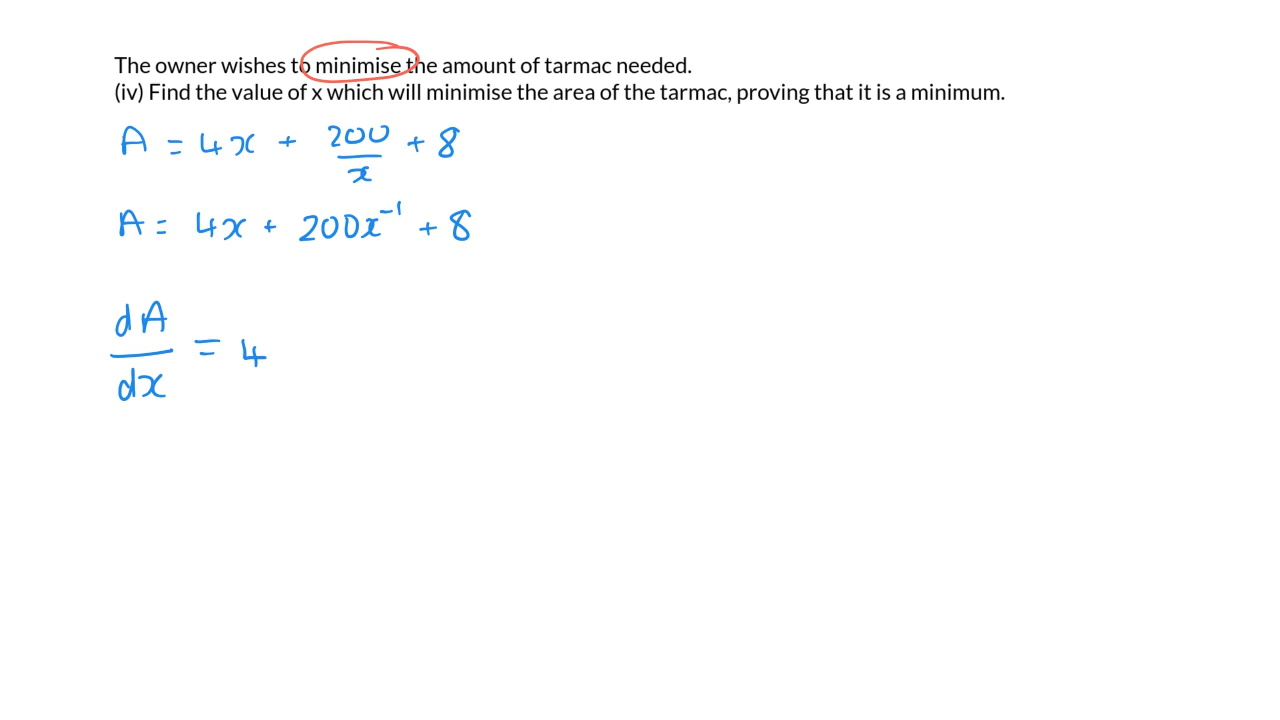 The owner wishes to minimise the amount of tarmac needed.
(iv) Find the value of x which will minimise the area of the tarmac, proving that it is a minimum.
A = 4x + 200/x + 8
A = 4x + 200x⁻¹ + 8
dA/dx = 4